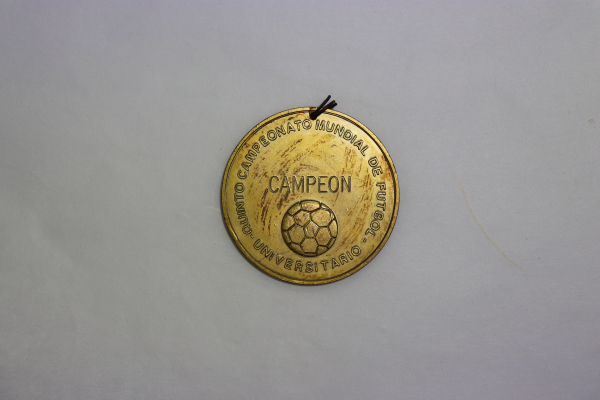 QUINTO CAMPEONATO MUNDIAL DE FUTBOL
CAMPEON
- UNIVERSITARIO -